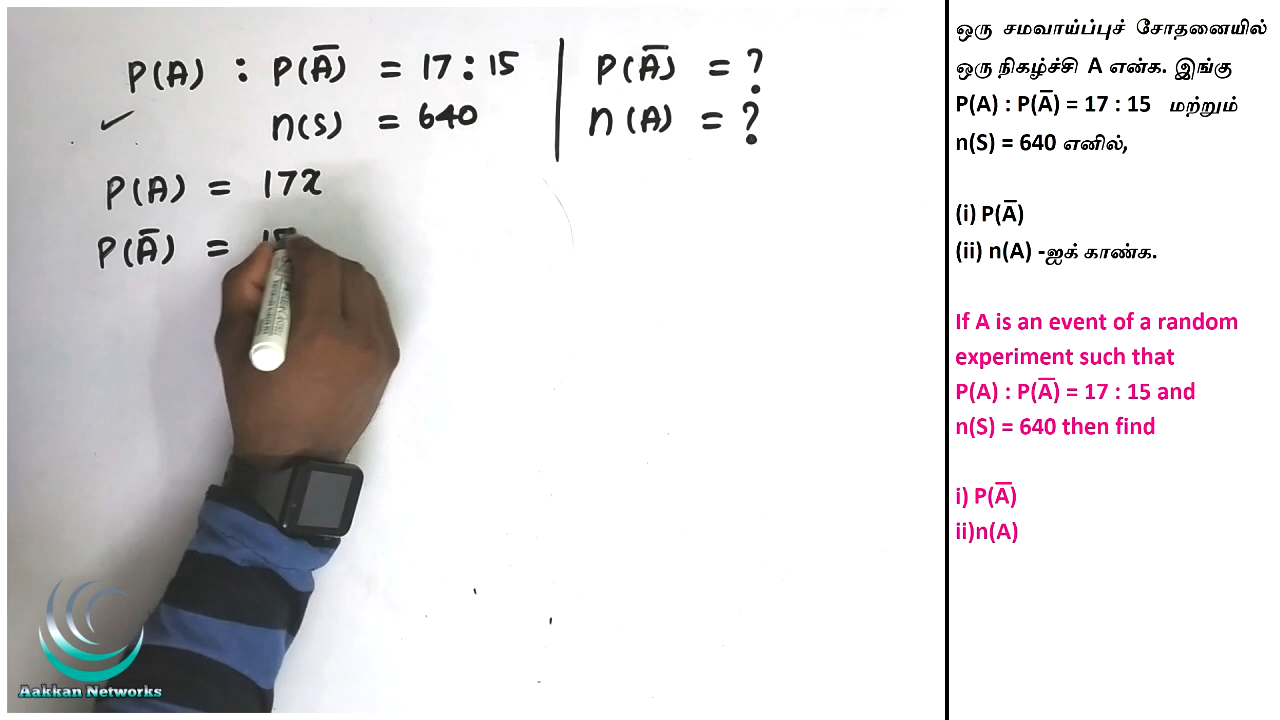 P(A) : P(A̅) = 17 : 15
n(S) = 640
P(A̅) = ?
n(A) = ?
P(A) = 17x
P(A̅) = 15
ஒரு சமவாய்ப்புச் சோதனையில்
ஒரு நிகழ்ச்சி A என்க. இங்கு
P(A) : P(A̅) = 17 : 15 மற்றும்
n(S) = 640 எனில்,
(i) P(A̅)
(ii) n(A) -ஐக் காண்க.
If A is an event of a random
experiment such that
P(A) : P(A̅) = 17 : 15 and
n(S) = 640 then find
i) P(A̅)
ii)n(A)
Aakkan Networks